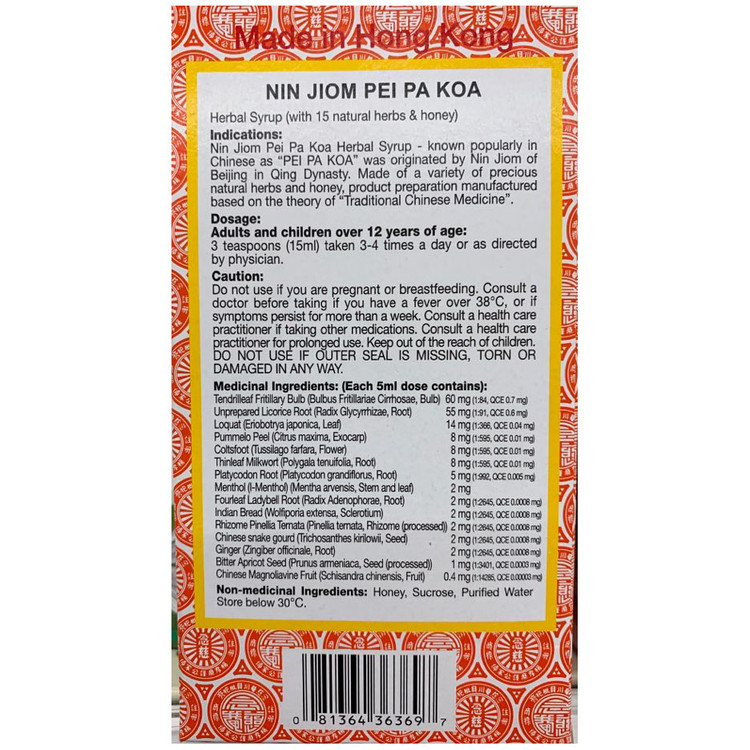 Made in Hong Kong
NIN JIOM PEI PA KOA
Herbal Syrup (with 15 natural herbs & honey)
Indications:
Nin Jiom Pei Pa Koa Herbal Syrup - known popularly in
Chinese as “PEI PA KOA” was originated by Nin Jiom of
Beijing in Qing Dynasty. Made of a variety of precious
natural herbs and honey, product preparation manufactured
based on the theory of “Traditional Chinese Medicine”.
Dosage:
Adults and children over 12 years of age:
3 teaspoons (15ml) taken 3-4 times a day or as directed
by physician.
Caution:
Do not use if you are pregnant or breastfeeding. Consult a
doctor before taking if you have a fever over 38°C, or if
symptoms persist for more than a week. Consult a health care
practitioner if taking other medications. Consult a health care
practitioner for prolonged use. Keep out of the reach of children.
DO NOT USE IF OUTER SEAL IS MISSING, TORN OR
DAMAGED IN ANY WAY.
Medicinal Ingredients: (Each 5ml dose contains):
Tendrilleaf Fritillary Bulb (Bulbus Fritillariae Cirrhosae, Bulb) 60 mg (1:84, QCE 0.7 mg)
Unprepared Licorice Root (Radix Glycyrrhizae, Root) 55 mg (1:91, QCE 0.6 mg)
Loquat (Eriobotrya japonica, Leaf) 14 mg (1:366, QCE 0.04 mg)
Pummelo Peel (Citrus maxima, Exocarp) 8 mg (1:595, QCE 0.01 mg)
Coltsfoot (Tussilago farfara, Flower) 8 mg (1:595, QCE 0.01 mg)
Thinleaf Milkwort (Polygala tenuifolia, Root) 8 mg (1:595, QCE 0.01 mg)
Platycodon Root (Platycodon grandiflorus, Root) 5 mg (1:992, QCE 0.005 mg)
Menthol (l-Menthol) (Mentha arvensis, Stem and leaf) 2 mg
Fourleaf Ladybell Root (Radix Adenophorae, Root) 2 mg (1:2645, QCE 0.0008 mg)
Indian Bread (Wolfiporia extensa, Sclerotium) 2 mg (1:2645, QCE 0.0008 mg)
Rhizome Pinellia Ternata (Pinellia ternata, Rhizome (processed)) 2 mg (1:2645, QCE 0.0008 mg)
Chinese snake gourd (Trichosanthes kirilowii, Seed) 2 mg (1:2645, QCE 0.0008 mg)
Ginger (Zingiber officinale, Root) 2 mg (1:2645, QCE 0.0008 mg)
Bitter Apricot Seed (Prunus armeniaca, Seed (processed)) 1 mg (1:3401, QCE 0.0003 mg)
Chinese Magnoliavine Fruit (Schisandra chinensis, Fruit) 0.4 mg (1:14285, QCE 0.00003 mg)
Non-medicinal Ingredients: Honey, Sucrose, Purified Water
Store below 30°C.
0 81364 36369 7